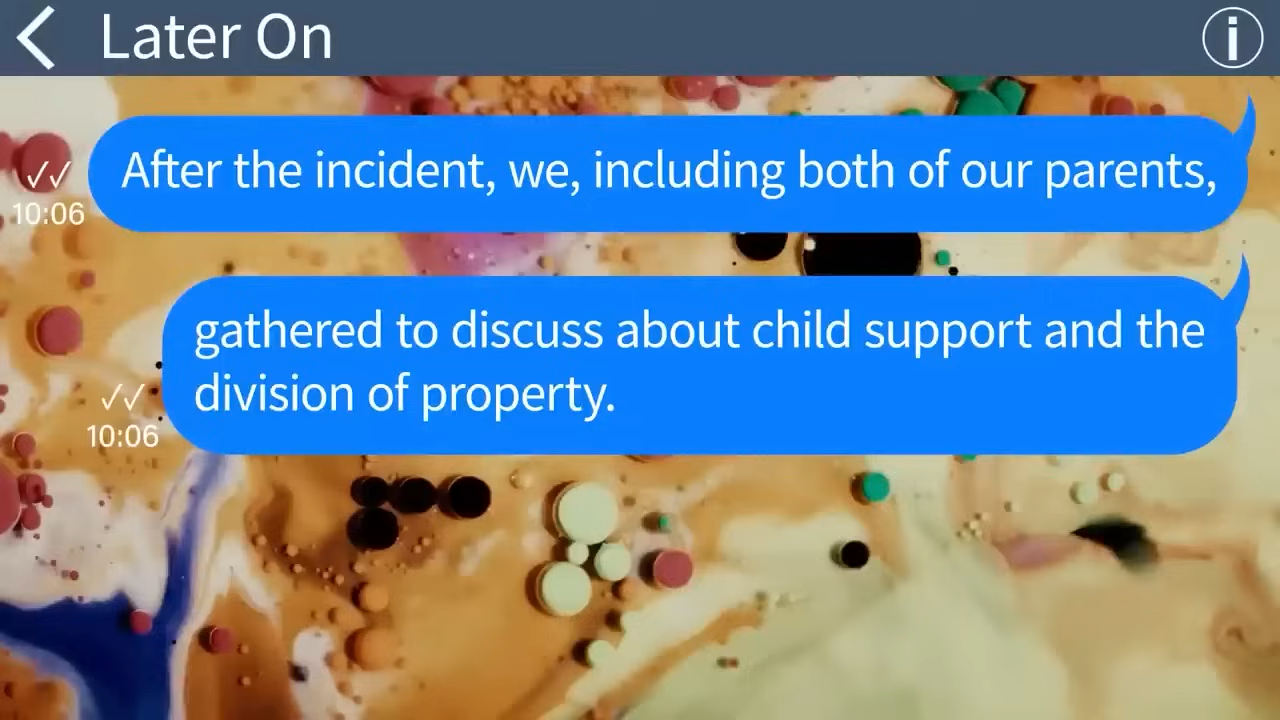 Later On
After the incident, we, including both of our parents,
10:06
gathered to discuss about child support and the
division of property.
10:06